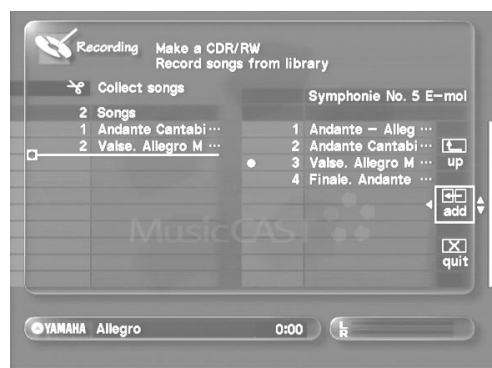 Recording
Make a CDR/RW
Record songs from library
Collect songs
2 Songs
1 Andante Cantabi ...
2 Valse. Allegro M ...
Symphonie No. 5 E-mol
1 Andante – Alleg ...
2 Andante Cantabi ...
3 Valse. Allegro M ...
4 Finale. Andante ...
up
add
quit
MusicCAST
YAMAHA Allegro 0:00
L
R